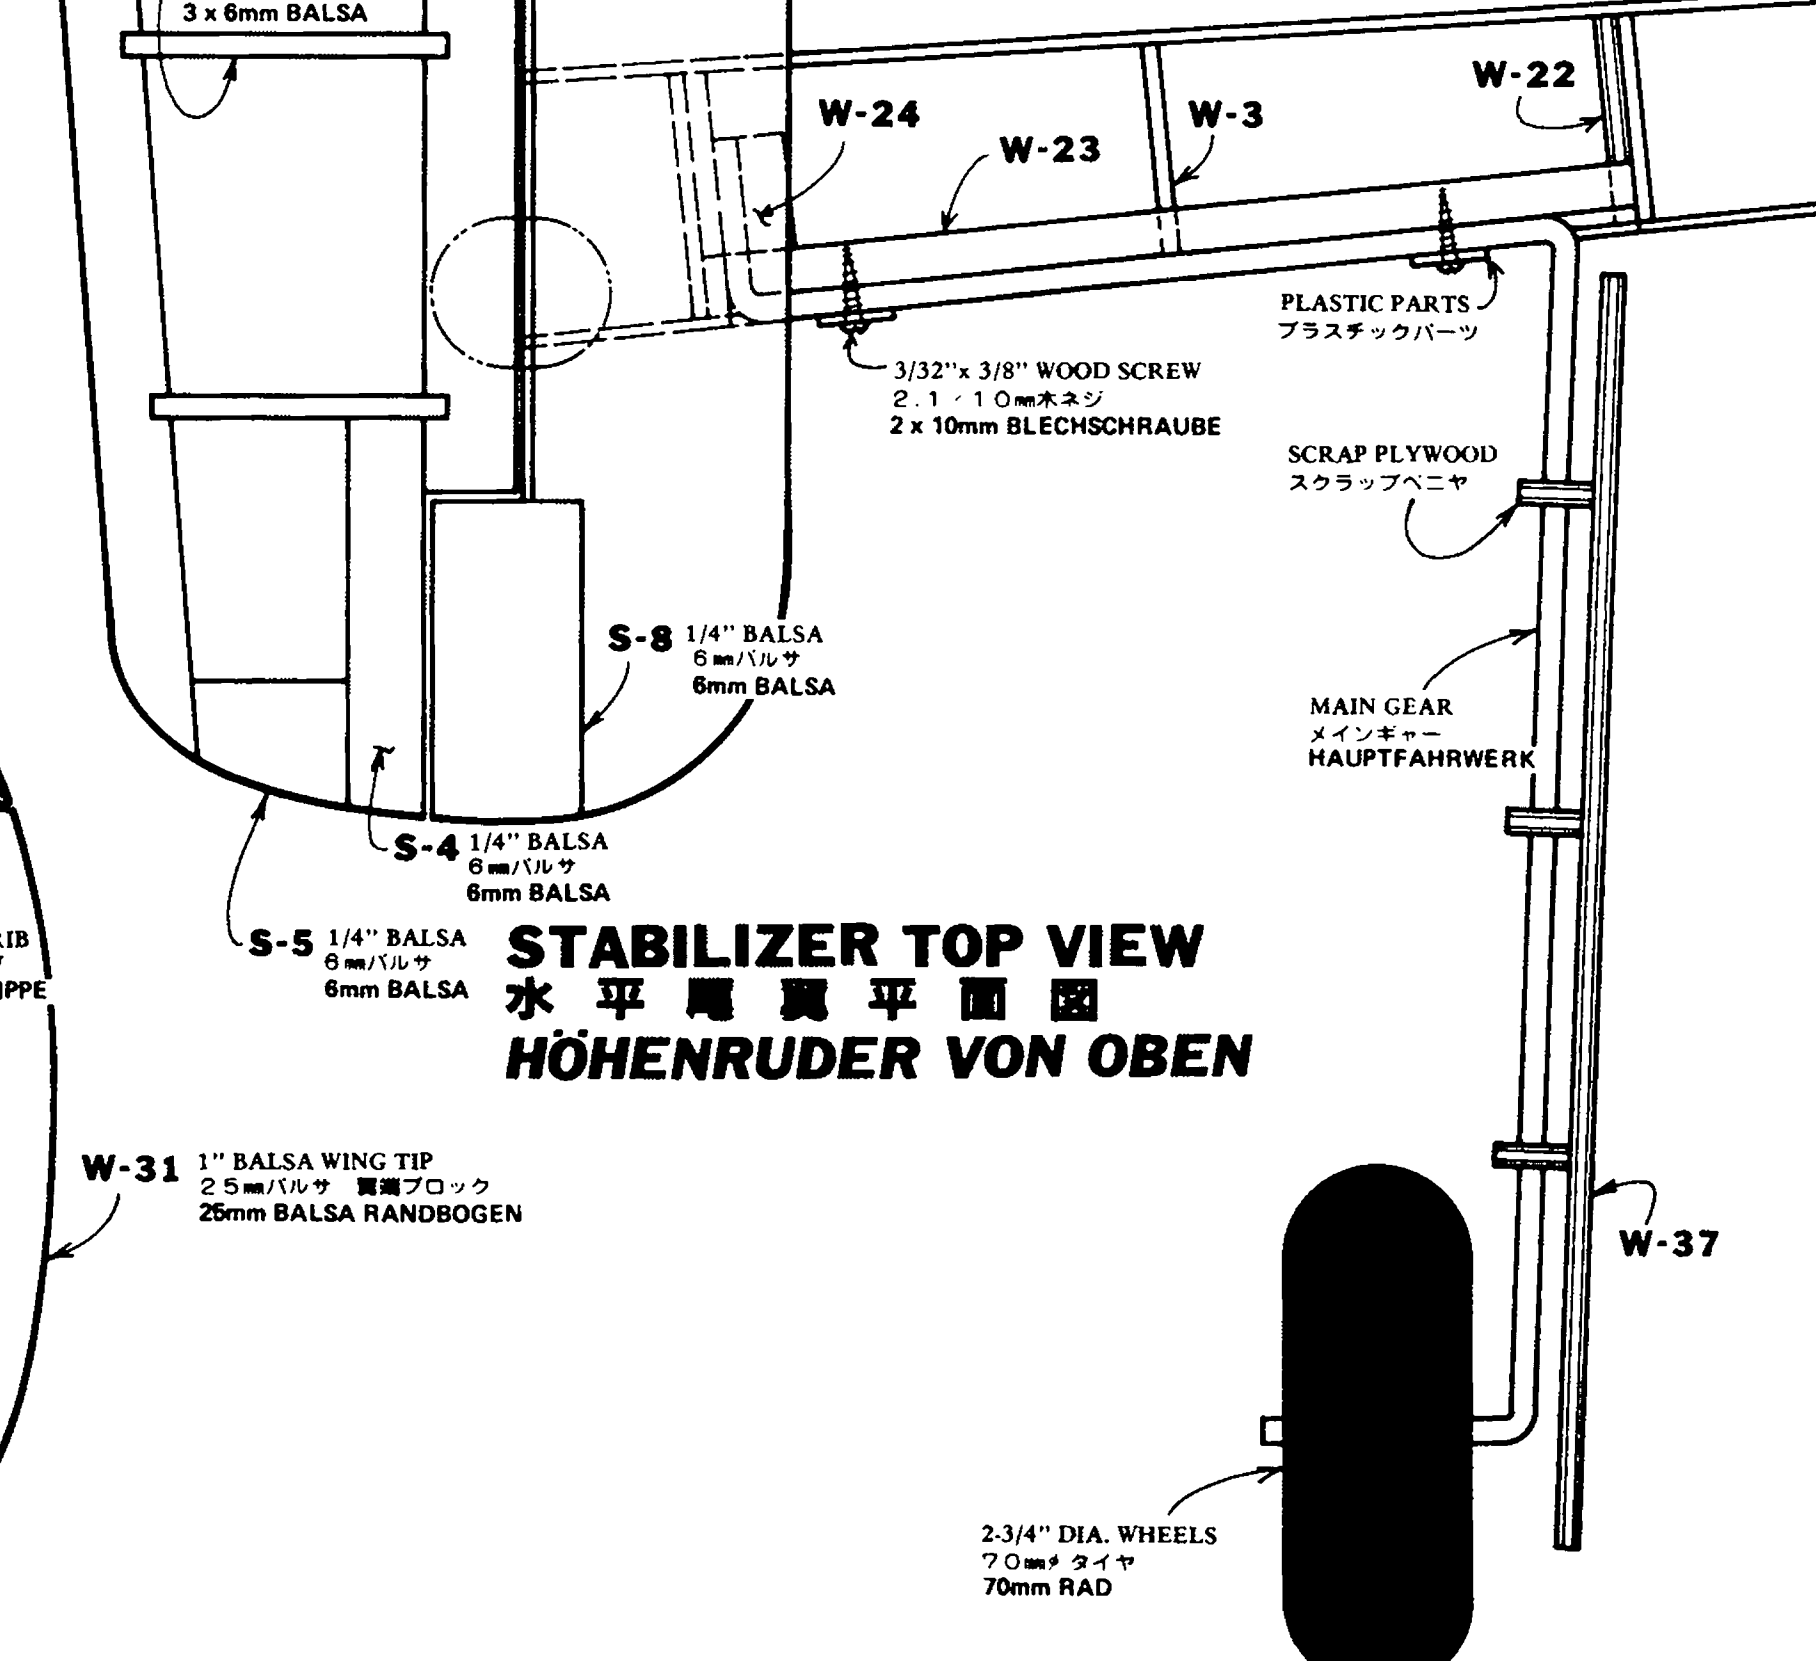 3 x 6mm BALSA
W-22
W-24
W-3
W-23
PLASTIC PARTS
プラスチックパーツ
3/32"x 3/8" WOOD SCREW
2.1 10㎜木ネジ
2 x 10mm BLECHSCHRAUBE
SCRAP PLYWOOD
スクラップベニヤ
S-8 1/4" BALSA
6㎜バルサ
6mm BALSA
MAIN GEAR
メインギャー
HAUPTFAHRWERK
S-4 1/4" BALSA
6㎜バルサ
6mm BALSA
S-5 1/4" BALSA
6㎜バルサ
6mm BALSA
STABILIZER TOP VIEW
水平尾翼平面図
HÖHENRUDER VON OBEN
W-31 1" BALSA WING TIP
25㎜バルサ 翼端ブロック
25mm BALSA RANDBOGEN
W-37
2-3/4" DIA. WHEELS
70㎜φ タイヤ
70mm RAD